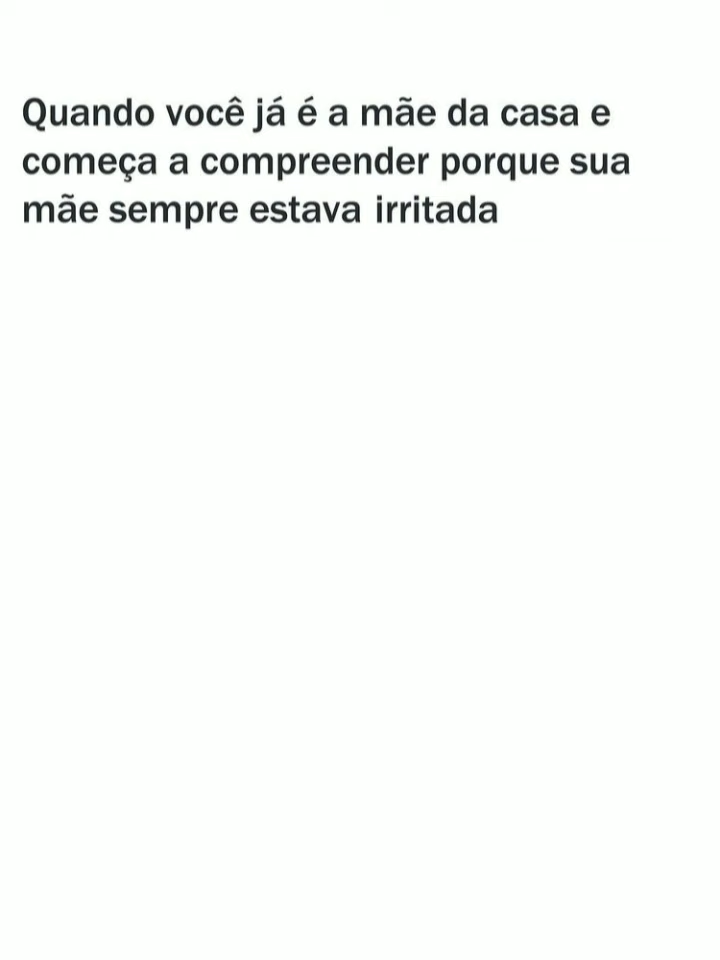 Quando você já é a mãe da casa e
começa a compreender porque sua
mãe sempre estava irritada